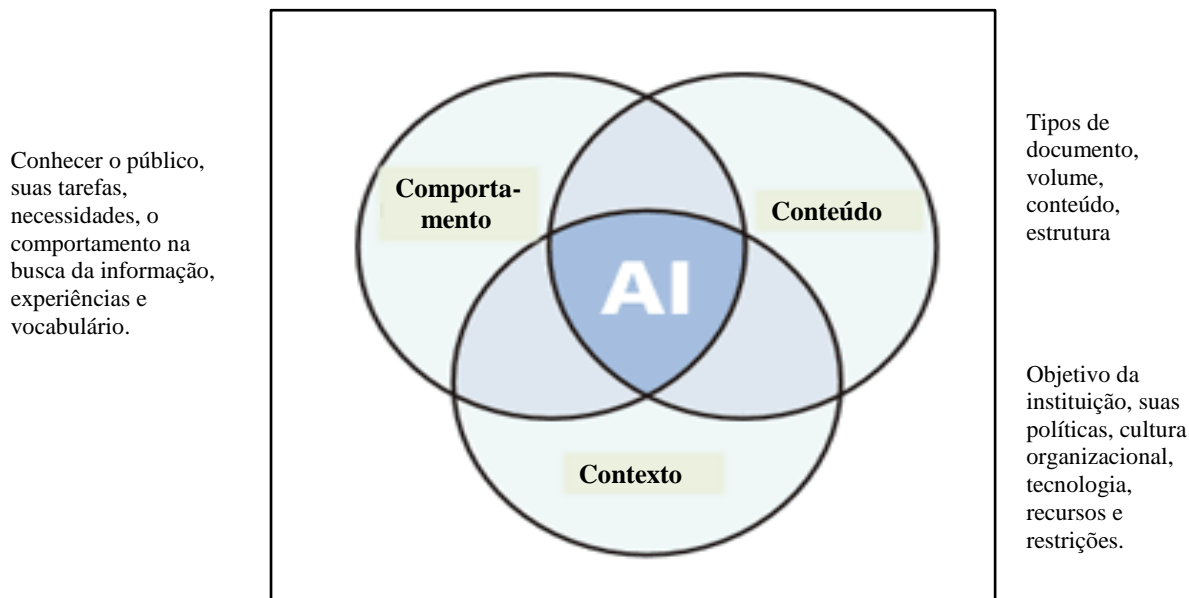 Conhecer o público,
suas tarefas,
necessidades, o
comportamento na
busca da informação,
experiências e
vocabulário.
Comporta-
mento
Conteúdo
AI
Contexto
Tipos de
documento,
volume,
conteúdo,
estrutura
Objetivo da
instituição, suas
políticas, cultura
organizacional,
tecnologia,
recursos e
restrições.